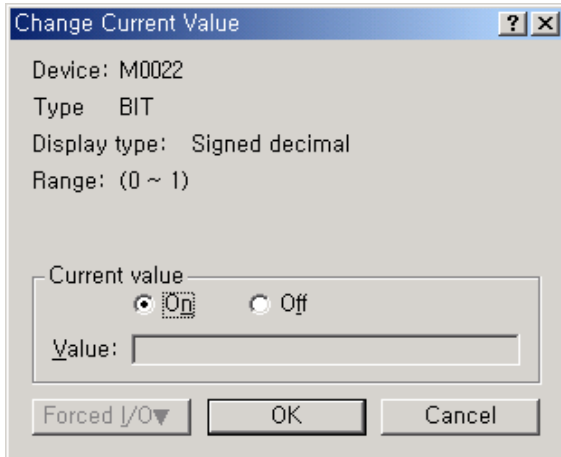 Change Current Value ? ×
Device: M0022
Type BIT
Display type: Signed decimal
Range: (0 ~ 1)
Current value
On Off
Value:
Forced I/O▼ OK Cancel